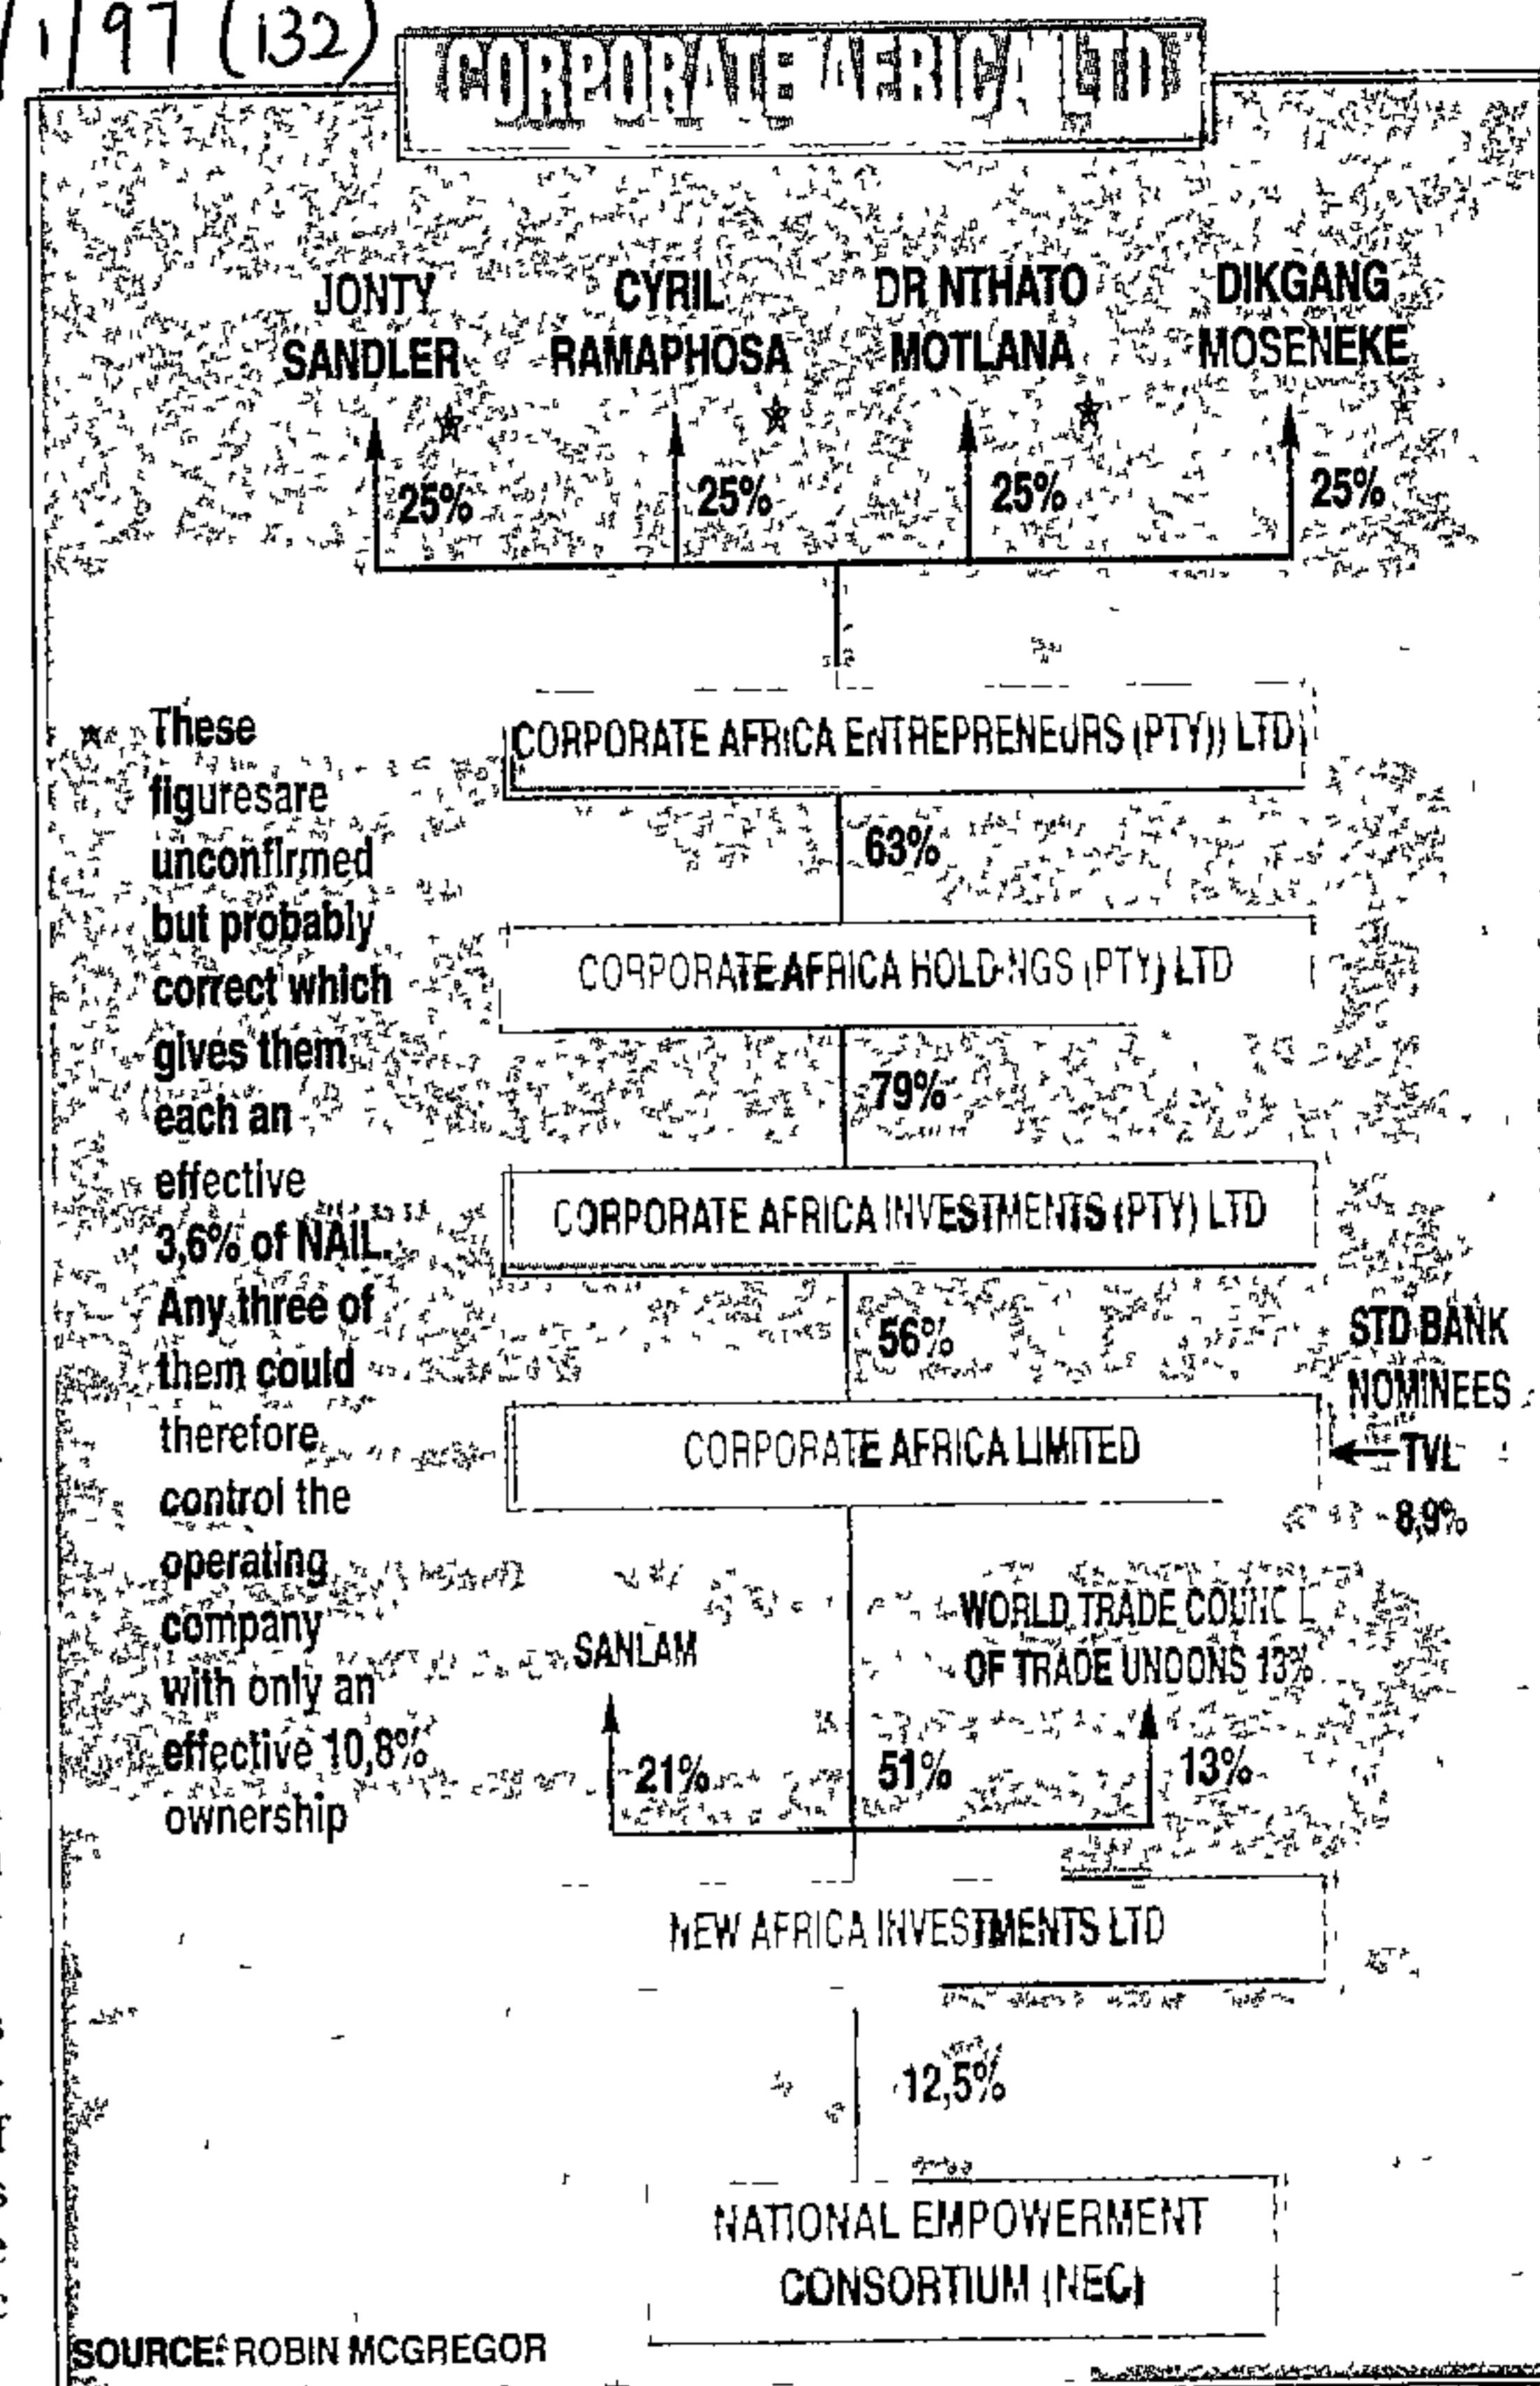 1/97 (132)
CORPORATE AFRICA LTD
JONTY
SANDLER
25%
CYRIL
RAMAPHOSA
25%
DR NTHATO
MOTLANA
25%
DIKGANG
MOSENEKE
25%
CORPORATE AFRICA ENTREPRENEURS (PTY)) LTD
63%
CORPORATE AFRICA HOLDINGS (PTY) LTD
79%
CORPORATE AFRICA INVESTMENTS (PTY) LTD
56%
CORPORATE AFRICA LIMITED
STD BANK
NOMINEES
TVL
8,9%
SANLAM
21%
51%
WORLD TRADE COUNCIL
OF TRADE UNOONS 13%
13%
NEW AFRICA INVESTMENTS LTD
12,5%
NATIONAL EMPOWERMENT
CONSORTIUM (NEC)
These
figuresare
unconfirmed
but probably
correct which
gives them
each an
effective
3,6% of NAIL.
Any three of
them could
therefore
control the
operating
company
with only an
effective 10,8%
ownership
SOURCE: ROBIN MCGREGOR